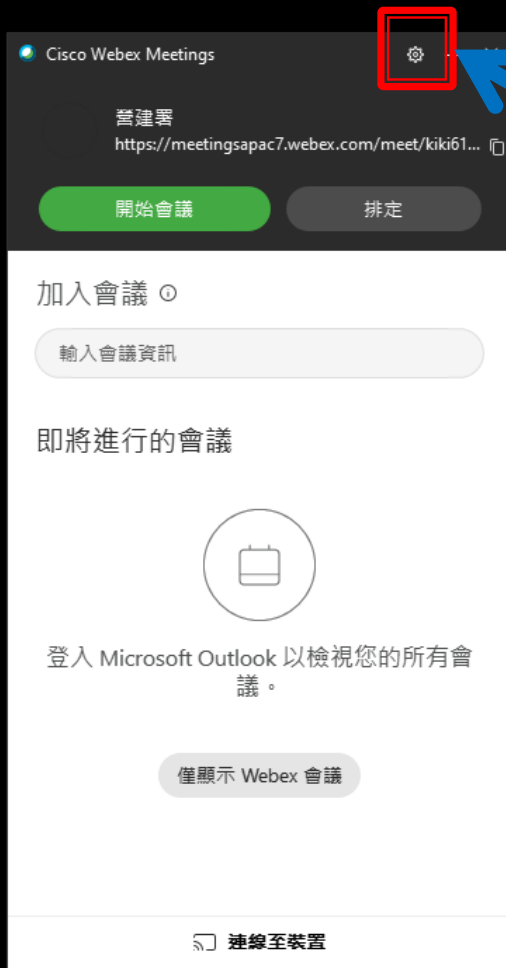 Cisco Webex Meetings
營建署
https://meetingsapac7.webex.com/meet/kiki61...
開始會議
排定
加入會議
輸入會議資訊
即將進行的會議
登入 Microsoft Outlook 以檢視您的所有會
議。
僅顯示 Webex 會議
連線至裝置